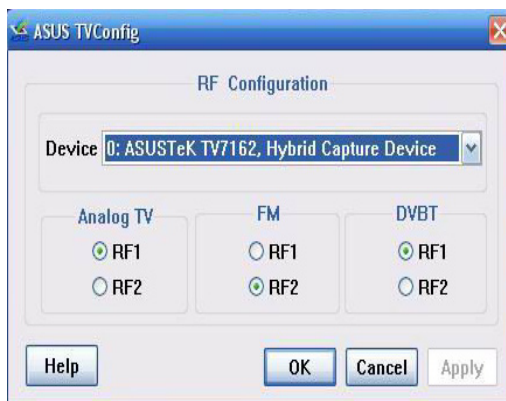 ASUS TVConfig
RF Configuration
Device 0: ASUSTeK TV7162, Hybrid Capture Device
Analog TV FM DVBT
RF1 RF1 RF1
RF2 RF2 RF2
Help OK Cancel Apply